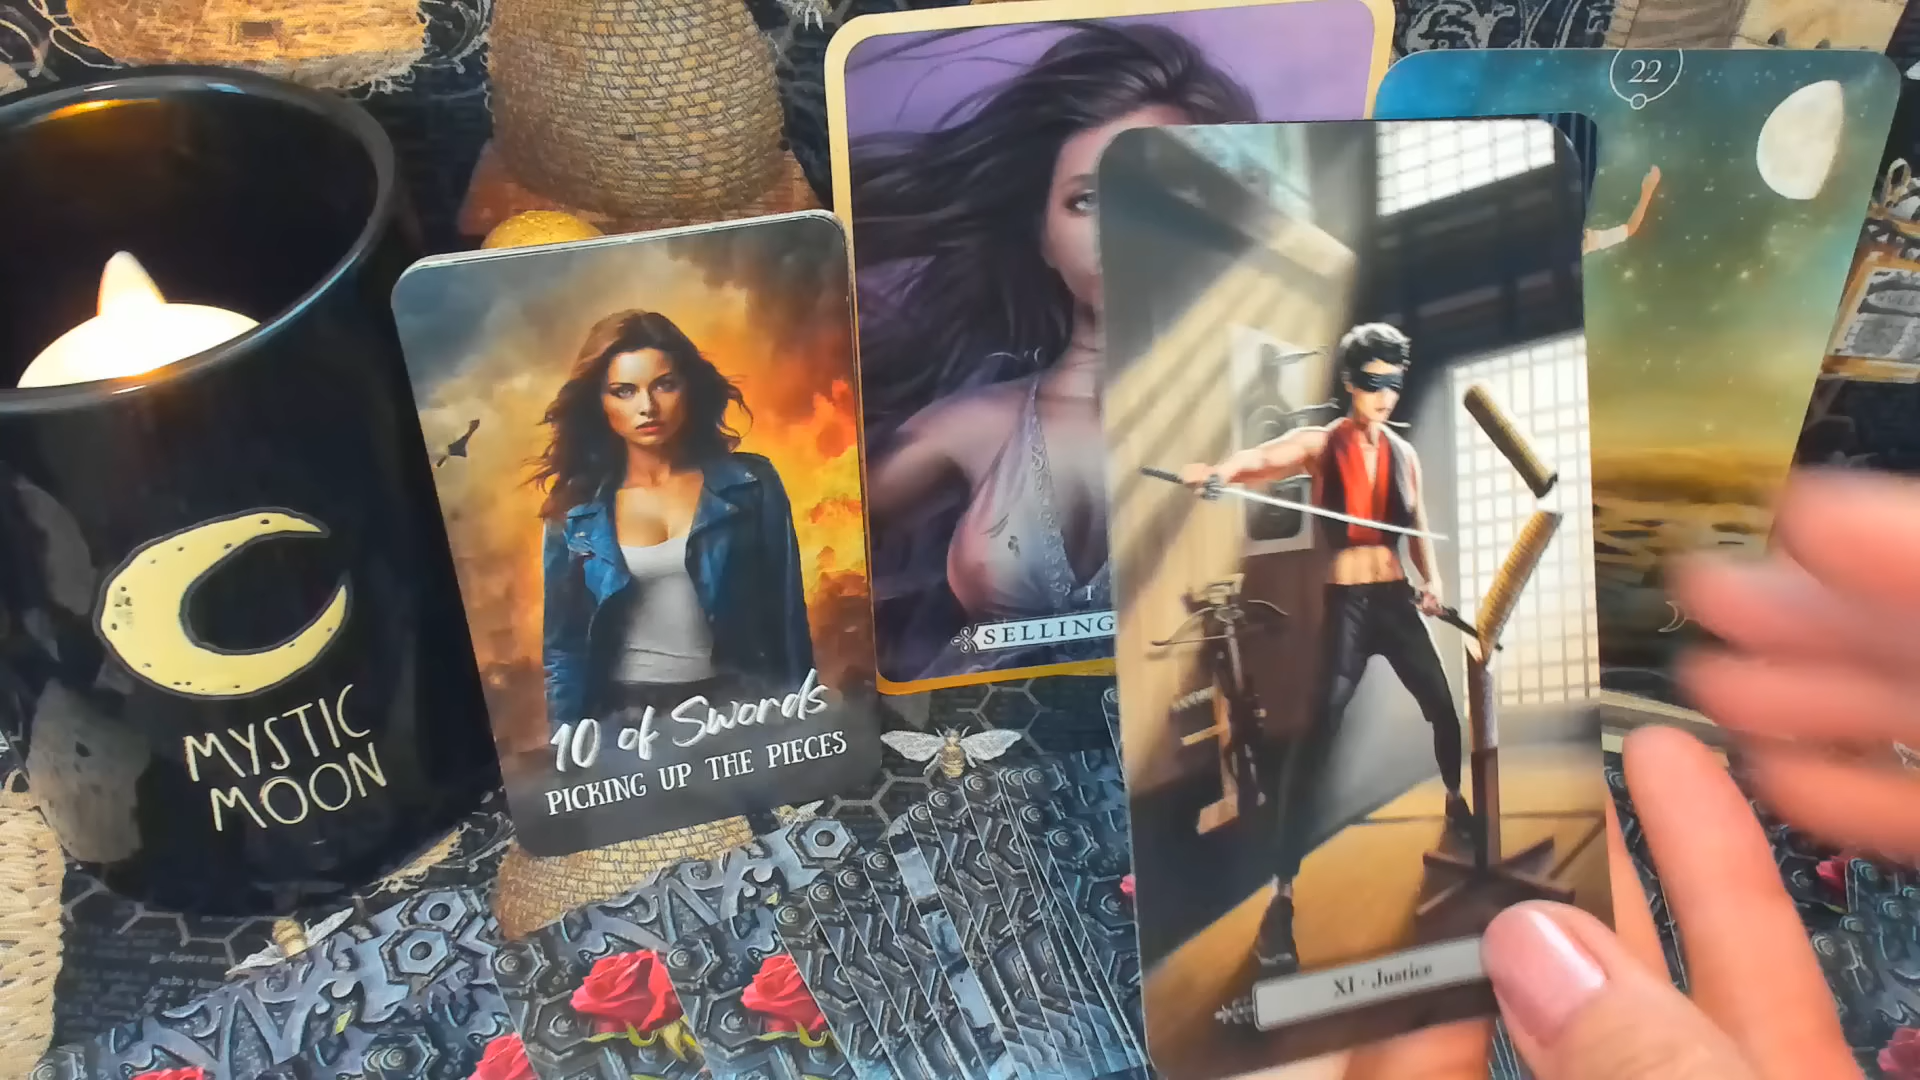 22
MYSTIC
MOON
10 of Swords
PICKING UP THE PIECES
SELLING
XI · Justice